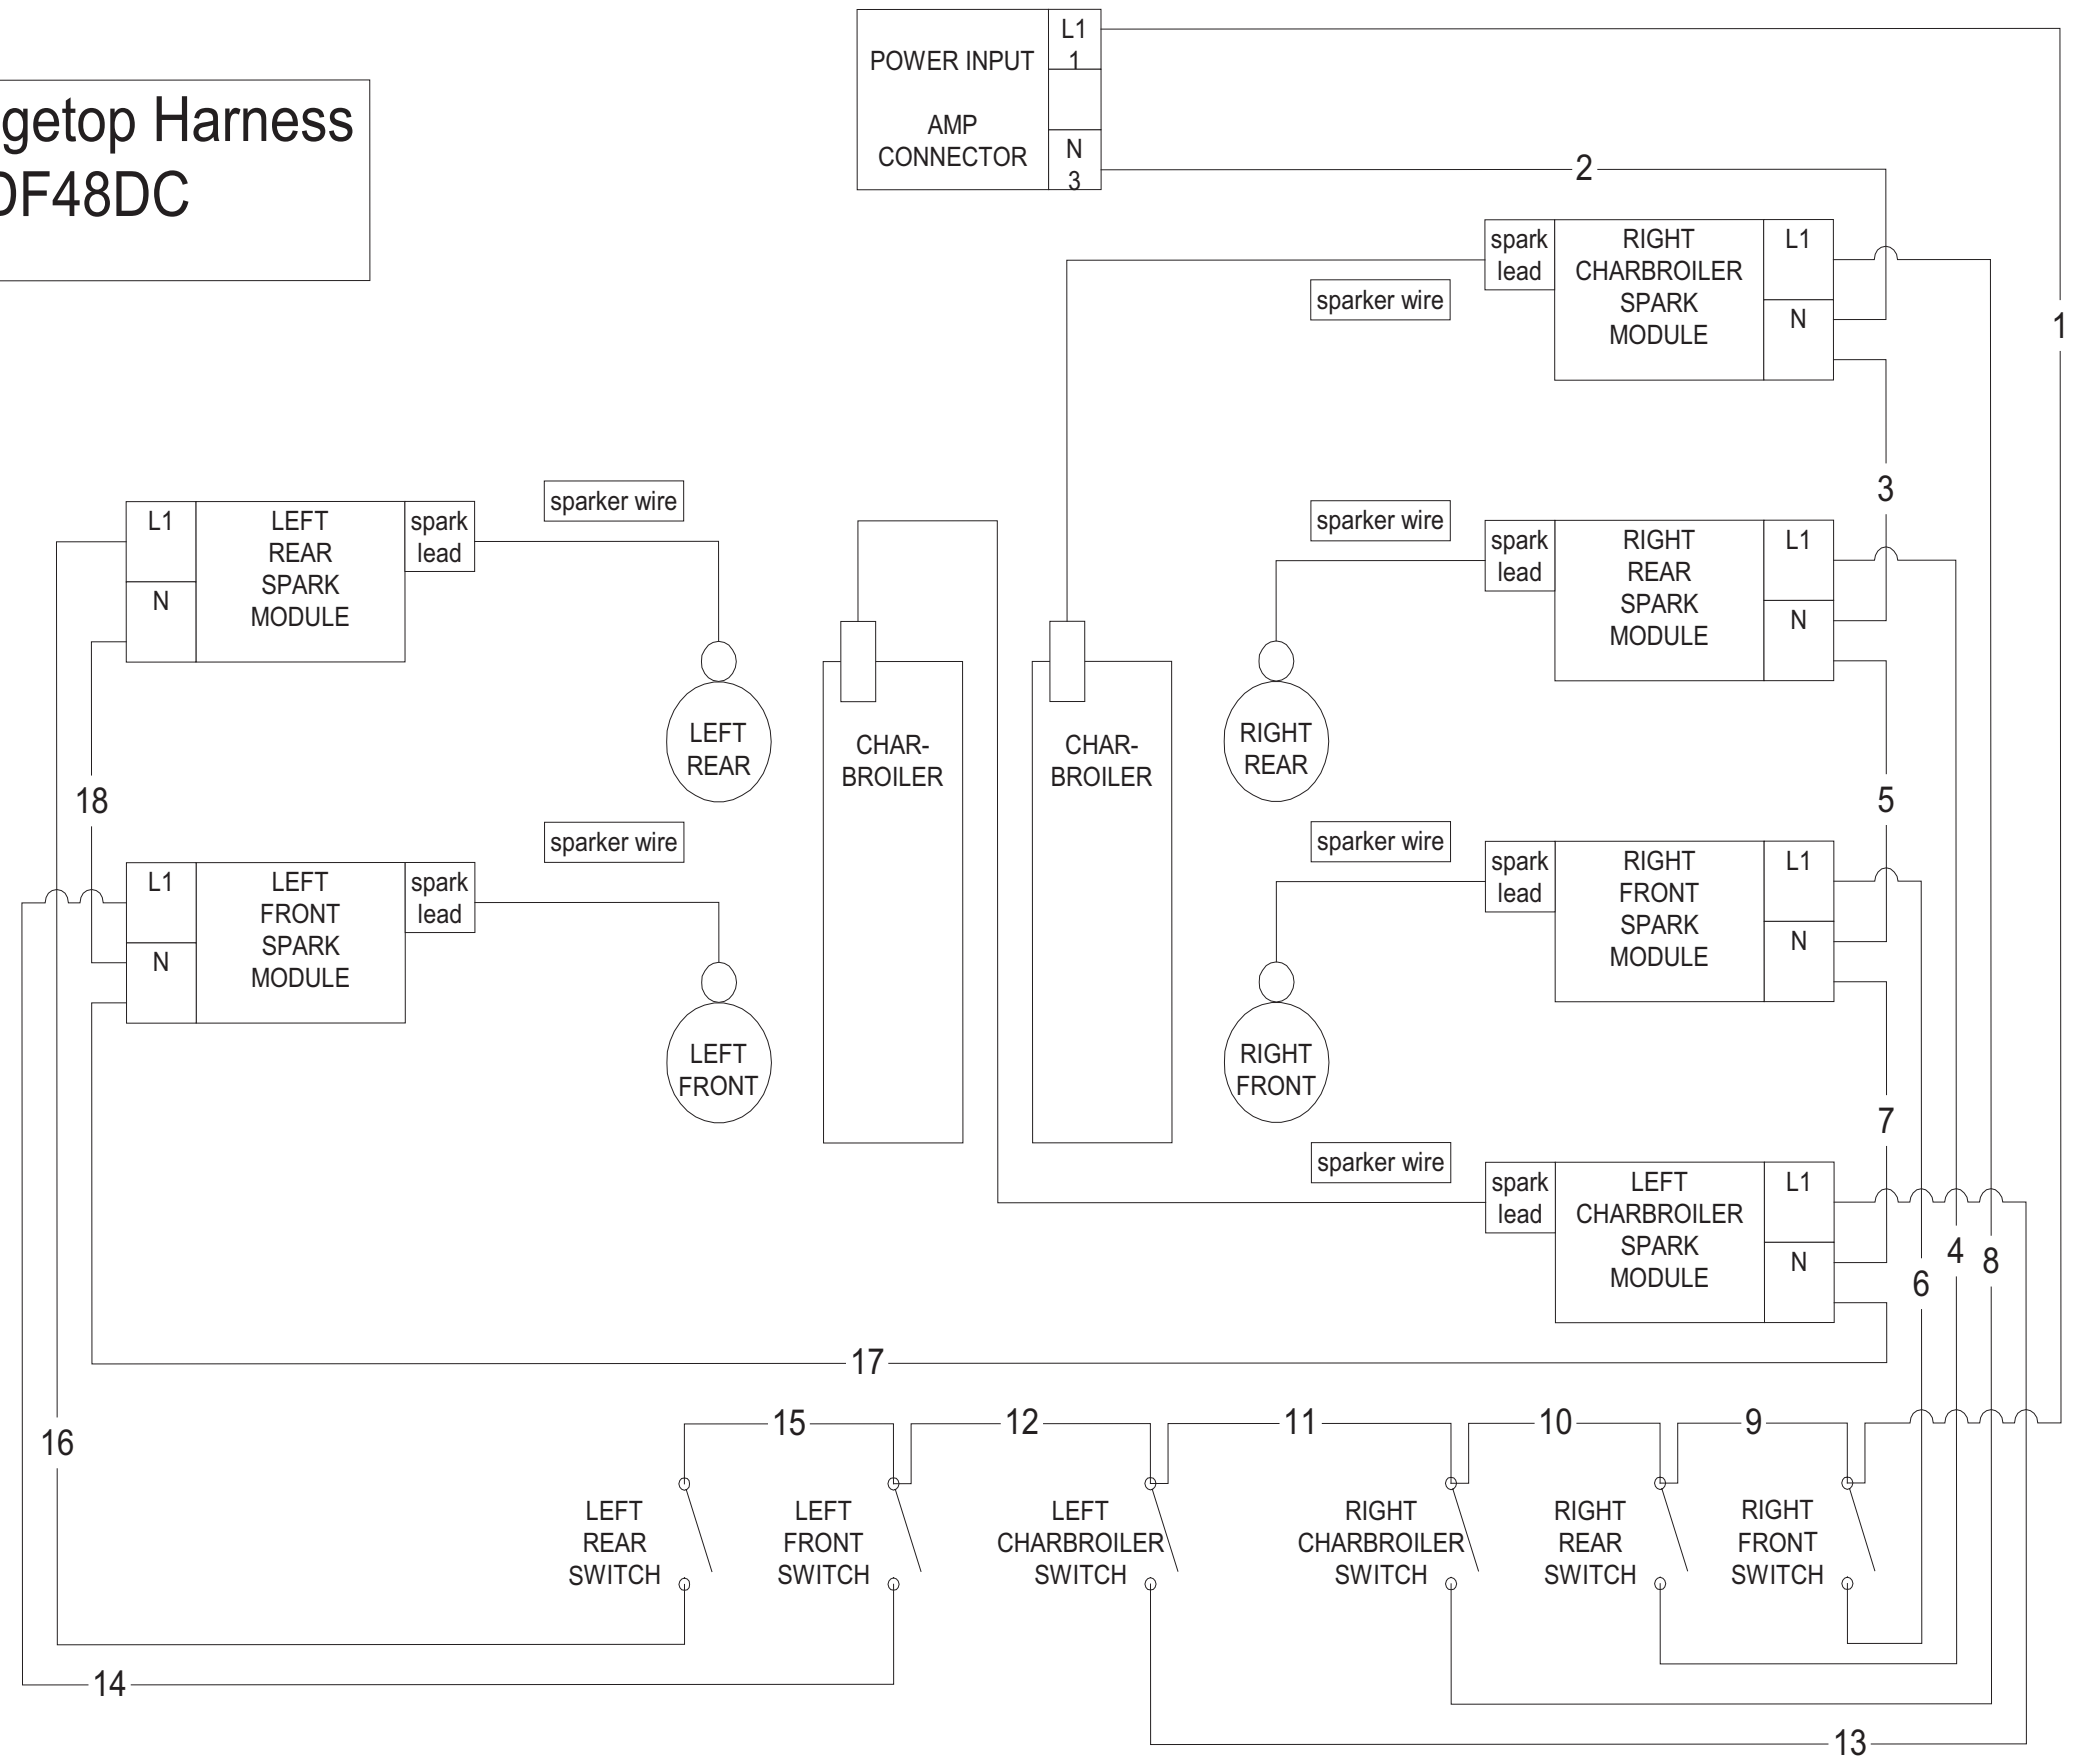 getop Harness
DF48DC
POWER INPUT
AMP
CONNECTOR
L1
1
N
3
2
1
spark
lead
RIGHT
CHARBROILER
SPARK
MODULE
L1
N
sparker wire
3
L1
N
LEFT
REAR
SPARK
MODULE
spark
lead
sparker wire
sparker wire
spark
lead
RIGHT
REAR
SPARK
MODULE
L1
N
LEFT
REAR
CHAR-
BROILER
CHAR-
BROILER
RIGHT
REAR
18
5
L1
N
LEFT
FRONT
SPARK
MODULE
spark
lead
sparker wire
sparker wire
spark
lead
RIGHT
FRONT
SPARK
MODULE
L1
N
LEFT
FRONT
RIGHT
FRONT
7
sparker wire
spark
lead
LEFT
CHARBROILER
SPARK
MODULE
L1
N
6
4
8
17
16
15
12
11
10
9
LEFT
REAR
SWITCH
LEFT
FRONT
SWITCH
LEFT
CHARBROILER
SWITCH
RIGHT
CHARBROILER
SWITCH
RIGHT
REAR
SWITCH
RIGHT
FRONT
SWITCH
14
13